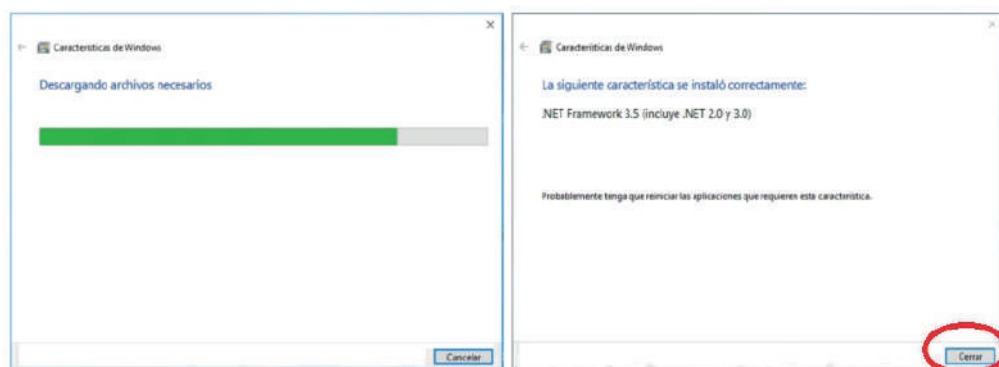 Características de Windows
Descargando archivos necesarios
Cancelar
Características de Windows
La siguiente característica se instaló correctamente:
.NET Framework 3.5 (incluye .NET 2.0 y 3.0)
Probablemente tenga que reiniciar las aplicaciones que requieren esta característica.
Cerrar